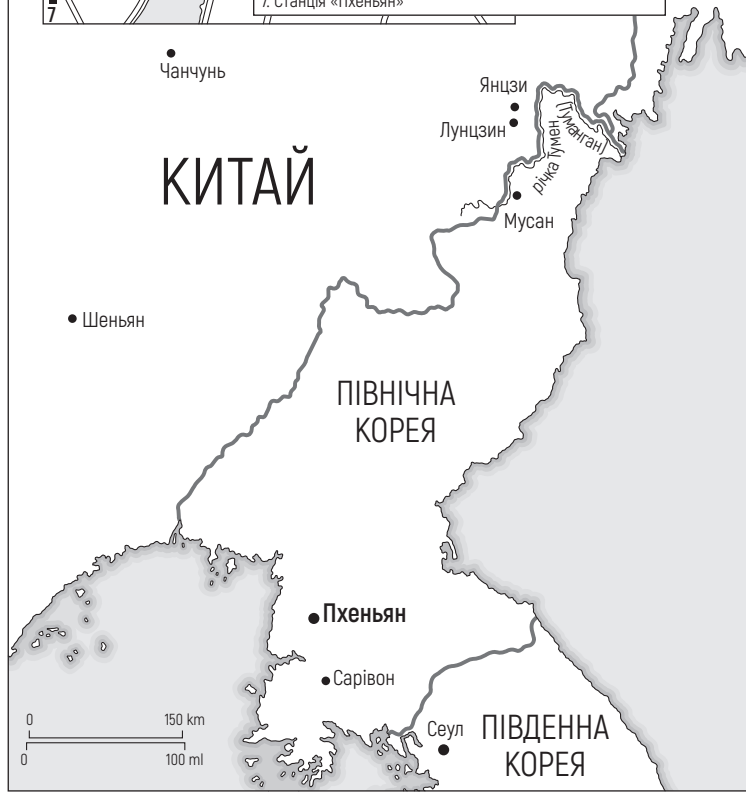 7
7. Станція «Пхеньян»
Чанчунь
Янцзи
Лунцзин
річка Тумен
(Туманган)
КИТАЙ
Мусан
Шеньян
ПІВНІЧНА
КОРЕЯ
Пхеньян
Сарівон
0 150 km
0 100 ml
Сеул
ПІВДЕННА
КОРЕЯ